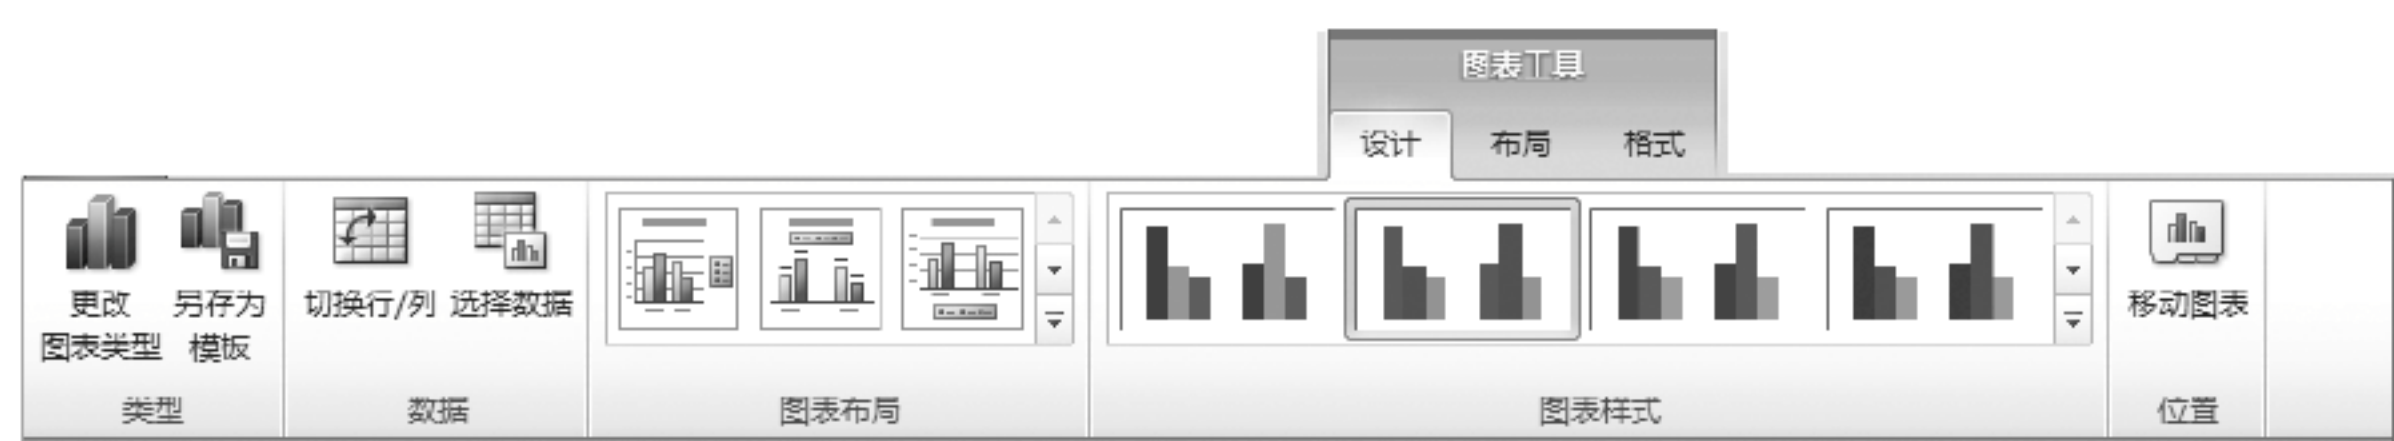 图表工具
设计 布局 格式
更改 另存为 切换行/列 选择数据 移动图表
图表类型 模板
类型 数据 图表布局 图表样式 位置